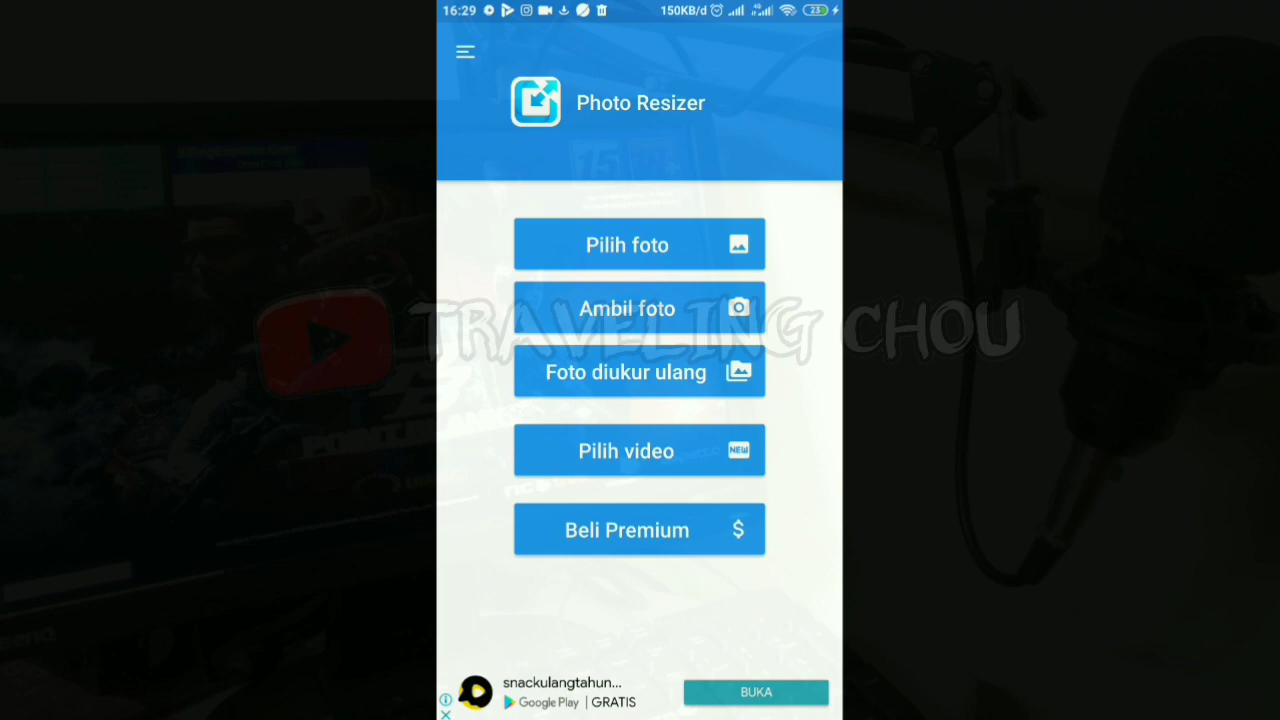 16:29
150KB/d
4G
23
Photo Resizer
Pilih foto
Ambil foto
TRAVELING CHOU
Foto diukur ulang
Pilih video
NEW
Beli Premium
snackulangtahun...
Google Play | GRATIS
BUKA